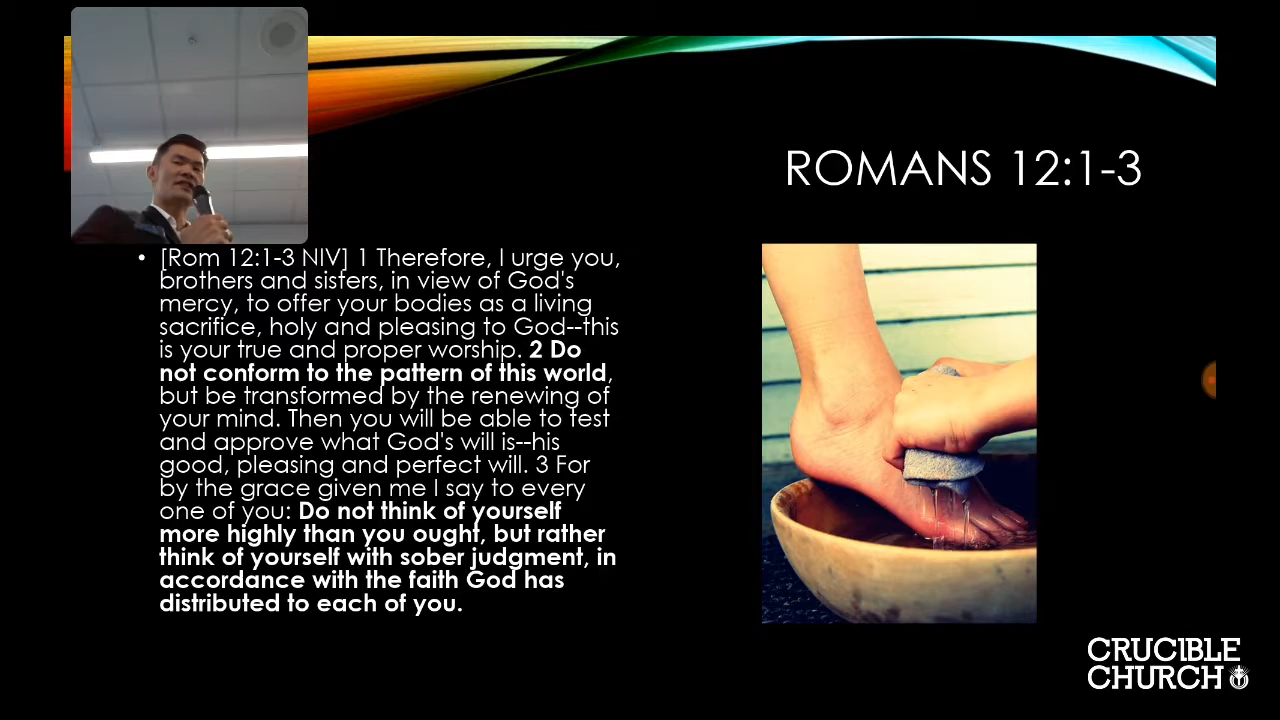 ROMANS 12:1-3
• [Rom 12:1-3 NIV] 1 Therefore, I urge you,
brothers and sisters, in view of God's
mercy, to offer your bodies as a living
sacrifice, holy and pleasing to God--this
is your true and proper worship. 2 Do
not conform to the pattern of this world,
but be transformed by the renewing of
your mind. Then you will be able to test
and approve what God's will is--his
good, pleasing and perfect will. 3 For
by the grace given me I say to every
one of you: Do not think of yourself
more highly than you ought, but rather
think of yourself with sober judgment, in
accordance with the faith God has
distributed to each of you.
CRUCIBLE
CHURCH